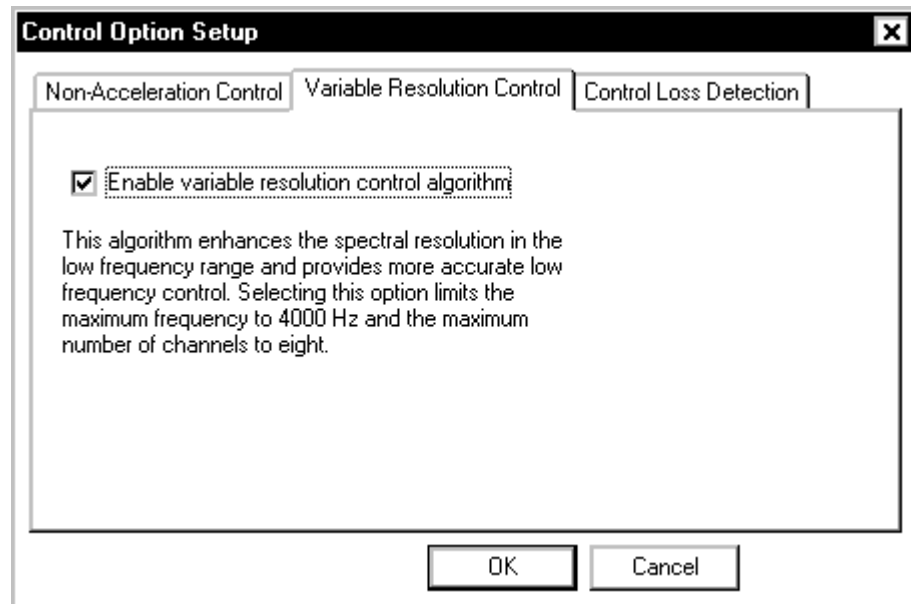 Control Option Setup
Non-Acceleration Control
Variable Resolution Control
Control Loss Detection
Enable variable resolution control algorithm
This algorithm enhances the spectral resolution in the
low frequency range and provides more accurate low
frequency control. Selecting this option limits the
maximum frequency to 4000 Hz and the maximum
number of channels to eight.
OK
Cancel